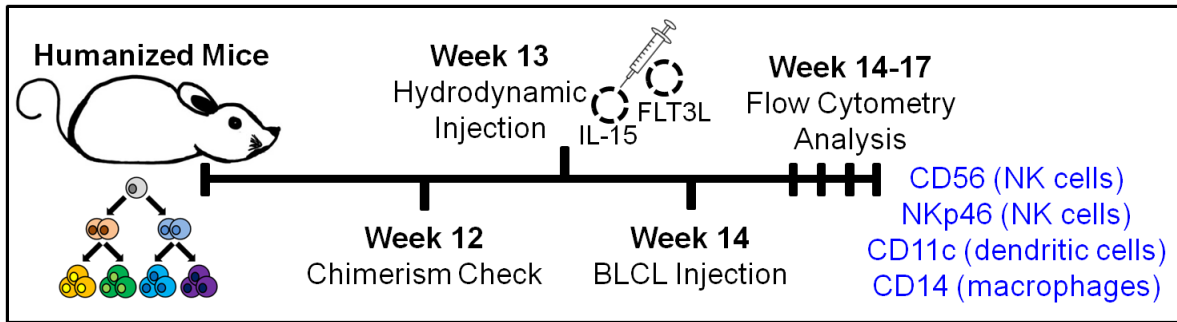 Humanized Mice
Week 13
Hydrodynamic
Injection
IL-15
FLT3L
Week 14-17
Flow Cytometry
Analysis
Week 12
Chimerism Check
Week 14
BLCL Injection
CD56 (NK cells)
NKp46 (NK cells)
CD11c (dendritic cells)
CD14 (macrophages)